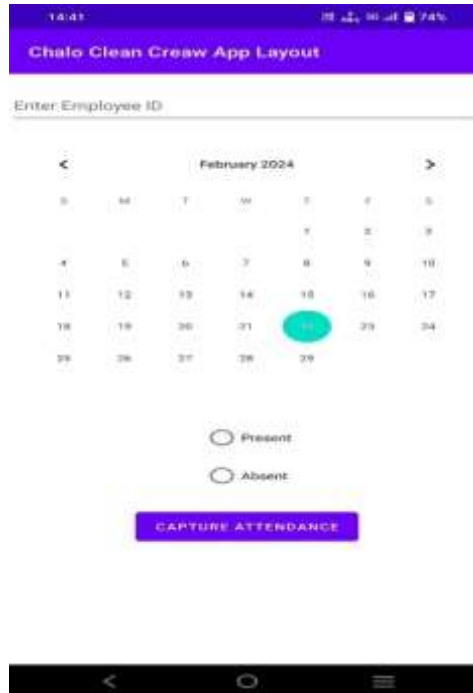 14:41 74%
Chalo Clean Creaw App Layout
Enter Employee ID
< February 2024 >
S M T W T F S
1 2 3
4 5 6 7 8 9 10
11 12 13 14 15 16 17
18 19 20 21 22 23 24
25 26 27 28 29
Present
Absent
CAPTURE ATTENDANCE